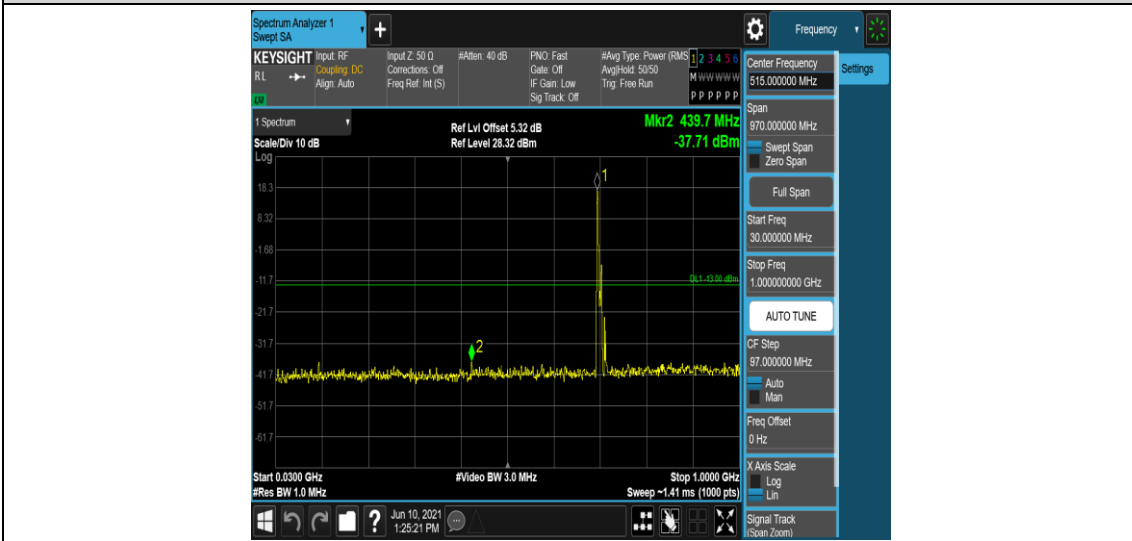 Spectrum Analyzer 1
Swept SA
+
Frequency
KEYSIGHT
RL
Input: RF
Coupling: DC
Align: Auto
Input Z: 50 Ω
Corrections: Off
Freq Ref: Int (S)
#Atten: 40 dB
PNO: Fast
Gate: Off
IF Gain: Low
Sig Track: Off
#Avg Type: Power (RMS
Avg|Hold: 50/50
Trig: Free Run
1 2 3 4 5 6
M W W W W W
P P P P P P
1 Spectrum
Scale/Div 10 dB
Log
Ref Lvl Offset 5.32 dB
Ref Level 28.32 dBm
Mkr2 439.7 MHz
-37.71 dBm
1
18.3
8.32
-1.68
-11.7
DL1 -13.00 dBm
-21.7
-31.7
2
-41.7
-51.7
-61.7
Start 0.0300 GHz
#Res BW 1.0 MHz
#Video BW 3.0 MHz
Stop 1.0000 GHz
Sweep ~1.41 ms (1000 pts)
Jun 10, 2021
1:25:21 PM
?
Center Frequency
515.000000 MHz
Settings
Span
970.000000 MHz
Swept Span
Zero Span
Full Span
Start Freq
30.000000 MHz
Stop Freq
1.000000000 GHz
AUTO TUNE
CF Step
97.000000 MHz
Auto
Man
Freq Offset
0 Hz
X Axis Scale
Log
Lin
Signal Track
(Span Zoom)